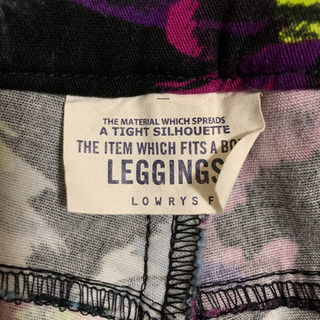 THE MATERIAL WHICH SPREADS
A TIGHT SILHOUETTE
THE ITEM WHICH FITS A BO
LEGGINGS
LOWRYS F